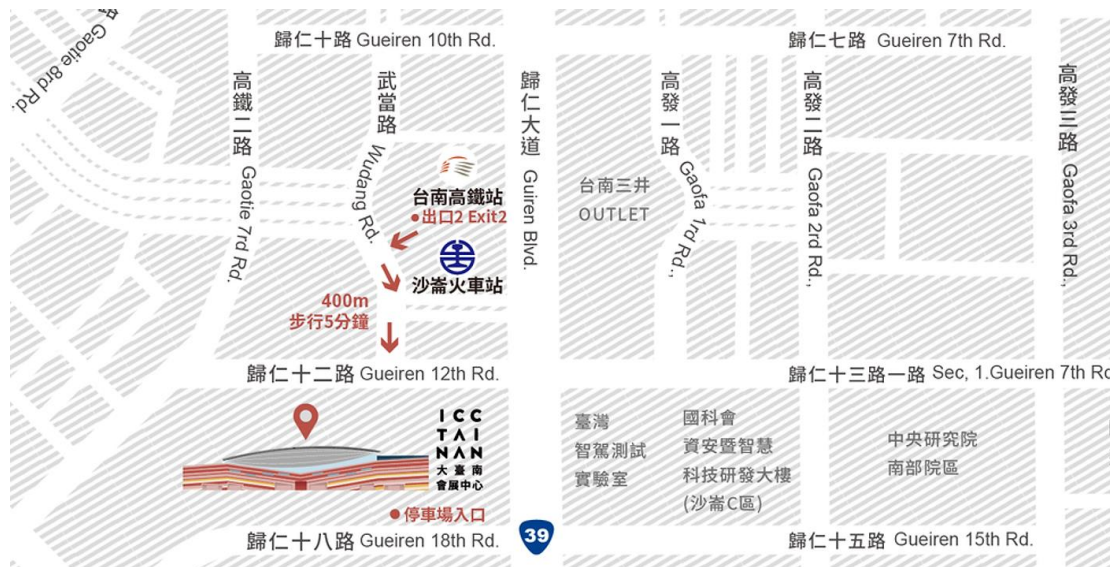 Gaotie 8rd Rd.
歸仁十路 Gueiren 10th Rd.
歸仁七路 Gueiren 7th Rd.
高鐵二路 Gaotie 7rd Rd.
武當路 Wudang Rd.
歸仁大道 Guiren Blvd.
高發一路 Gaofa 1rd Rd.,
高發二路 Gaofa 2rd Rd.,
高發三路 Gaofa 3rd Rd.,
台南高鐵站
出口2 Exit2
沙崙火車站
400m
步行5分鐘
台南三井
OUTLET
歸仁十二路 Gueiren 12th Rd.
歸仁十三路一路 Sec, 1.Gueiren 7th Rd
ICC
TAI
NAN
大臺南
會展中心
停車場入口
臺灣
智駕測試
實驗室
國科會
資安暨智慧
科技研發大樓
(沙崙C區)
中央研究院
南部院區
歸仁十八路 Gueiren 18th Rd.
39
歸仁十五路 Gueiren 15th Rd.